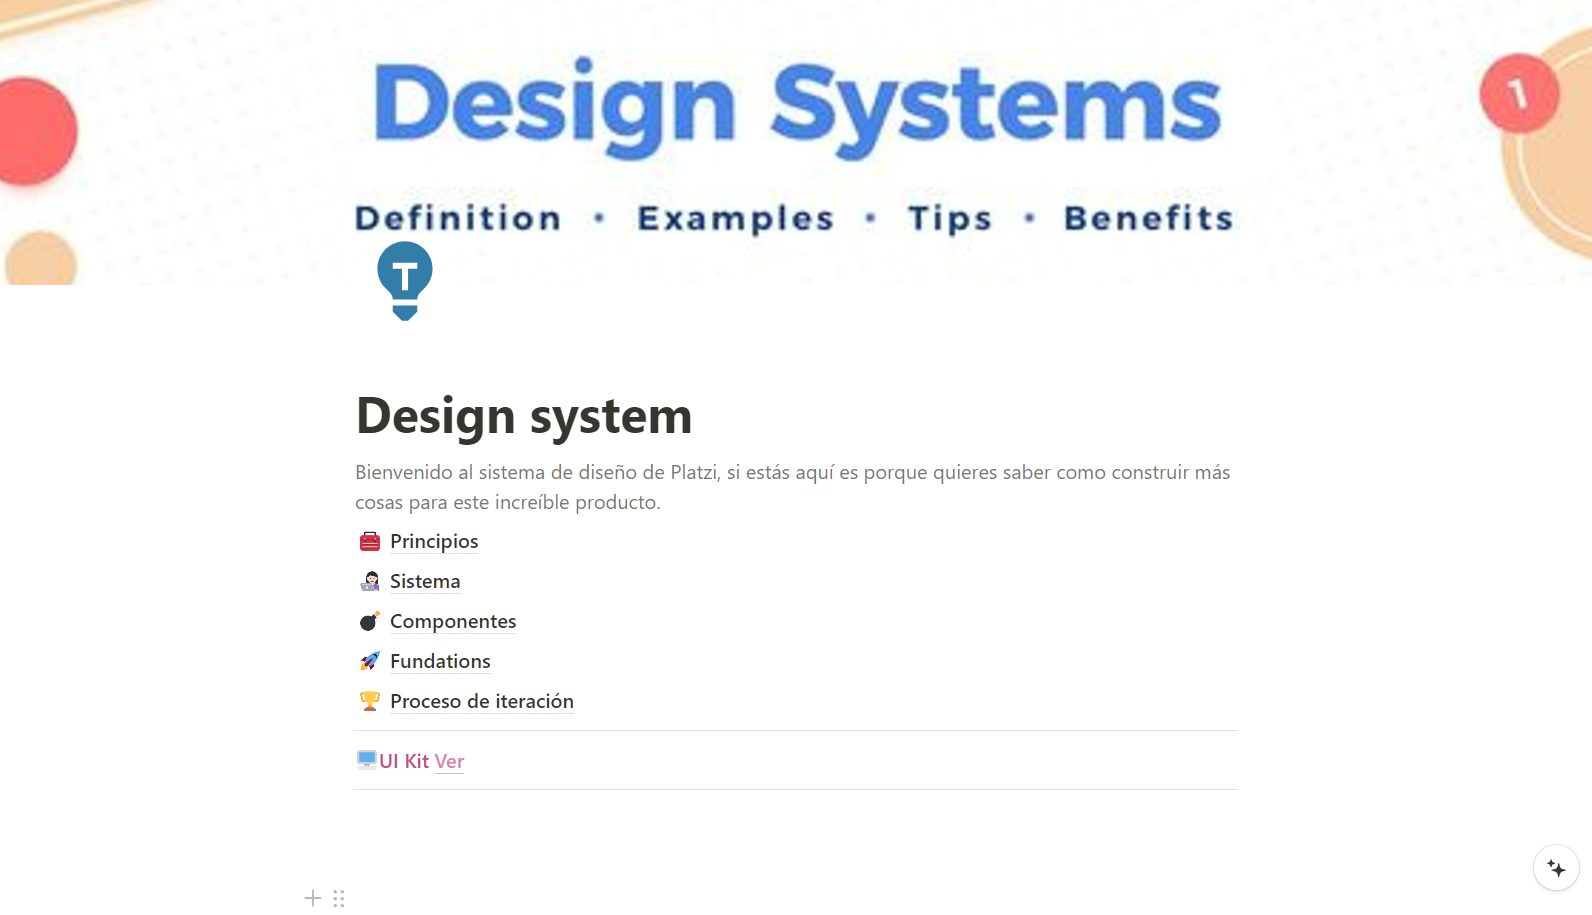 Design Systems
1
Definition • Examples • Tips • Benefits
T
Design system
Bienvenido al sistema de diseño de Platzi, si estás aquí es porque quieres saber como construir más
cosas para este increíble producto.
Principios
Sistema
Componentes
Fundations
Proceso de iteración
UI Kit Ver